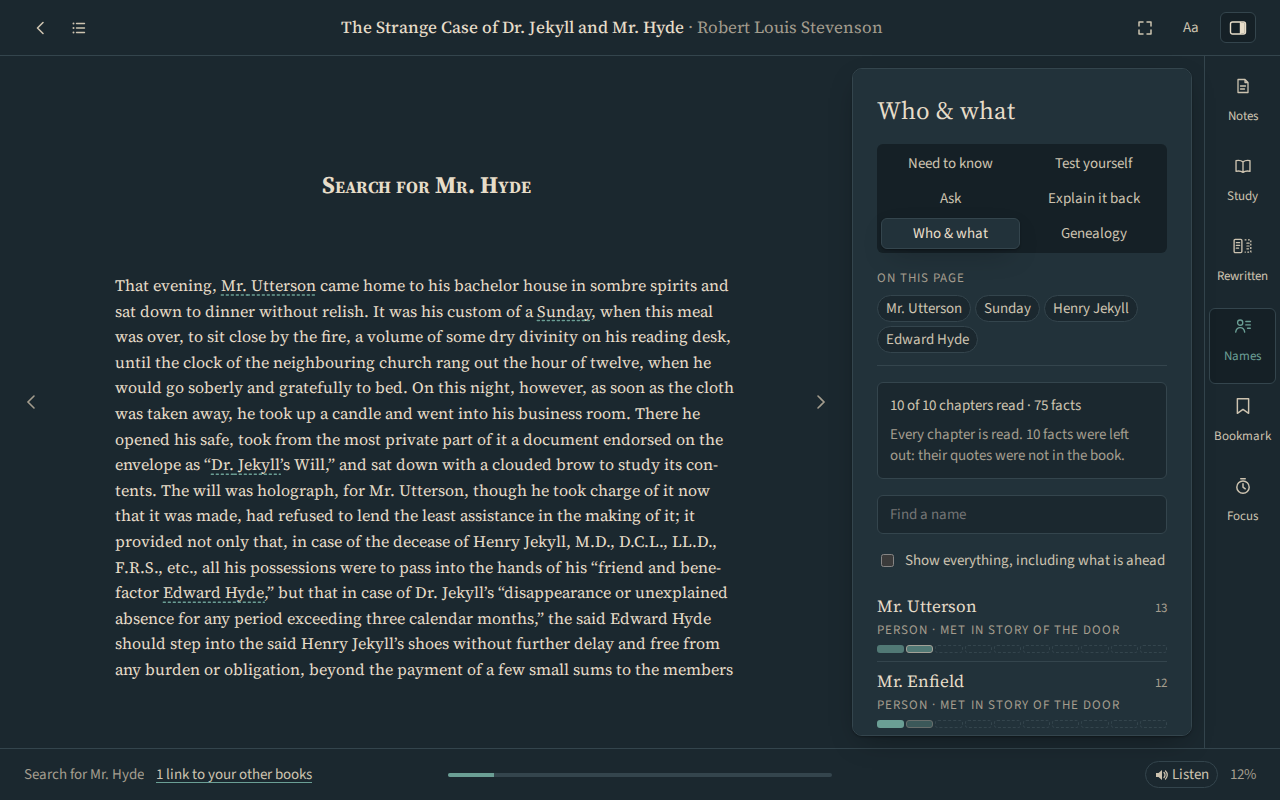 The Strange Case of Dr. Jekyll and Mr. Hyde · Robert Louis Stevenson
Aa
Search for Mr. Hyde
That evening, Mr. Utterson came home to his bachelor house in sombre spirits and
sat down to dinner without relish. It was his custom of a Sunday, when this meal
was over, to sit close by the fire, a volume of some dry divinity on his reading desk,
until the clock of the neighbouring church rang out the hour of twelve, when he
would go soberly and gratefully to bed. On this night, however, as soon as the cloth
was taken away, he took up a candle and went into his business room. There he
opened his safe, took from the most private part of it a document endorsed on the
envelope as “Dr. Jekyll’s Will,” and sat down with a clouded brow to study its con-
tents. The will was holograph, for Mr. Utterson, though he took charge of it now
that it was made, had refused to lend the least assistance in the making of it; it
provided not only that, in case of the decease of Henry Jekyll, M.D., D.C.L., LL.D.,
F.R.S., etc., all his possessions were to pass into the hands of his “friend and bene-
factor Edward Hyde,” but that in case of Dr. Jekyll’s “disappearance or unexplained
absence for any period exceeding three calendar months,” the said Edward Hyde
should step into the said Henry Jekyll’s shoes without further delay and free from
any burden or obligation, beyond the payment of a few small sums to the members
Who & what
Need to know
Test yourself
Ask
Explain it back
Who & what
Genealogy
ON THIS PAGE
Mr. Utterson
Sunday
Henry Jekyll
Edward Hyde
10 of 10 chapters read · 75 facts
Every chapter is read. 10 facts were left
out: their quotes were not in the book.
Find a name
Show everything, including what is ahead
Mr. Utterson 13
PERSON · MET IN STORY OF THE DOOR
Mr. Enfield 12
PERSON · MET IN STORY OF THE DOOR
Notes
Study
Rewritten
Names
Bookmark
Focus
Search for Mr. Hyde
1 link to your other books
Listen
12%